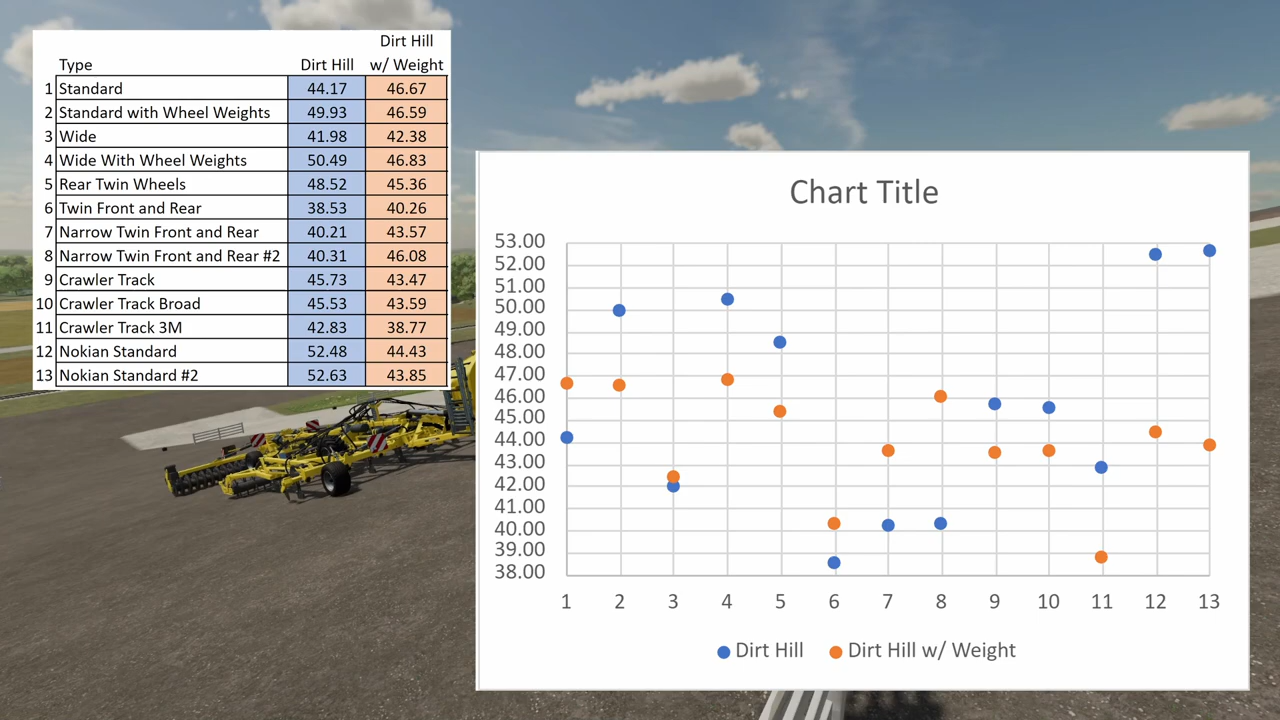 Dirt Hill
Type Dirt Hill w/ Weight
1 Standard 44.17 46.67
2 Standard with Wheel Weights 49.93 46.59
3 Wide 41.98 42.38
4 Wide With Wheel Weights 50.49 46.83
5 Rear Twin Wheels 48.52 45.36
6 Twin Front and Rear 38.53 40.26
7 Narrow Twin Front and Rear 40.21 43.57
8 Narrow Twin Front and Rear #2 40.31 46.08
9 Crawler Track 45.73 43.47
10 Crawler Track Broad 45.53 43.59
11 Crawler Track 3M 42.83 38.77
12 Nokian Standard 52.48 44.43
13 Nokian Standard #2 52.63 43.85
Chart Title
53.00
52.00
51.00
50.00
49.00
48.00
47.00
46.00
45.00
44.00
43.00
42.00
41.00
40.00
39.00
38.00
1 2 3 4 5 6 7 8 9 10 11 12 13
Dirt Hill Dirt Hill w/ Weight